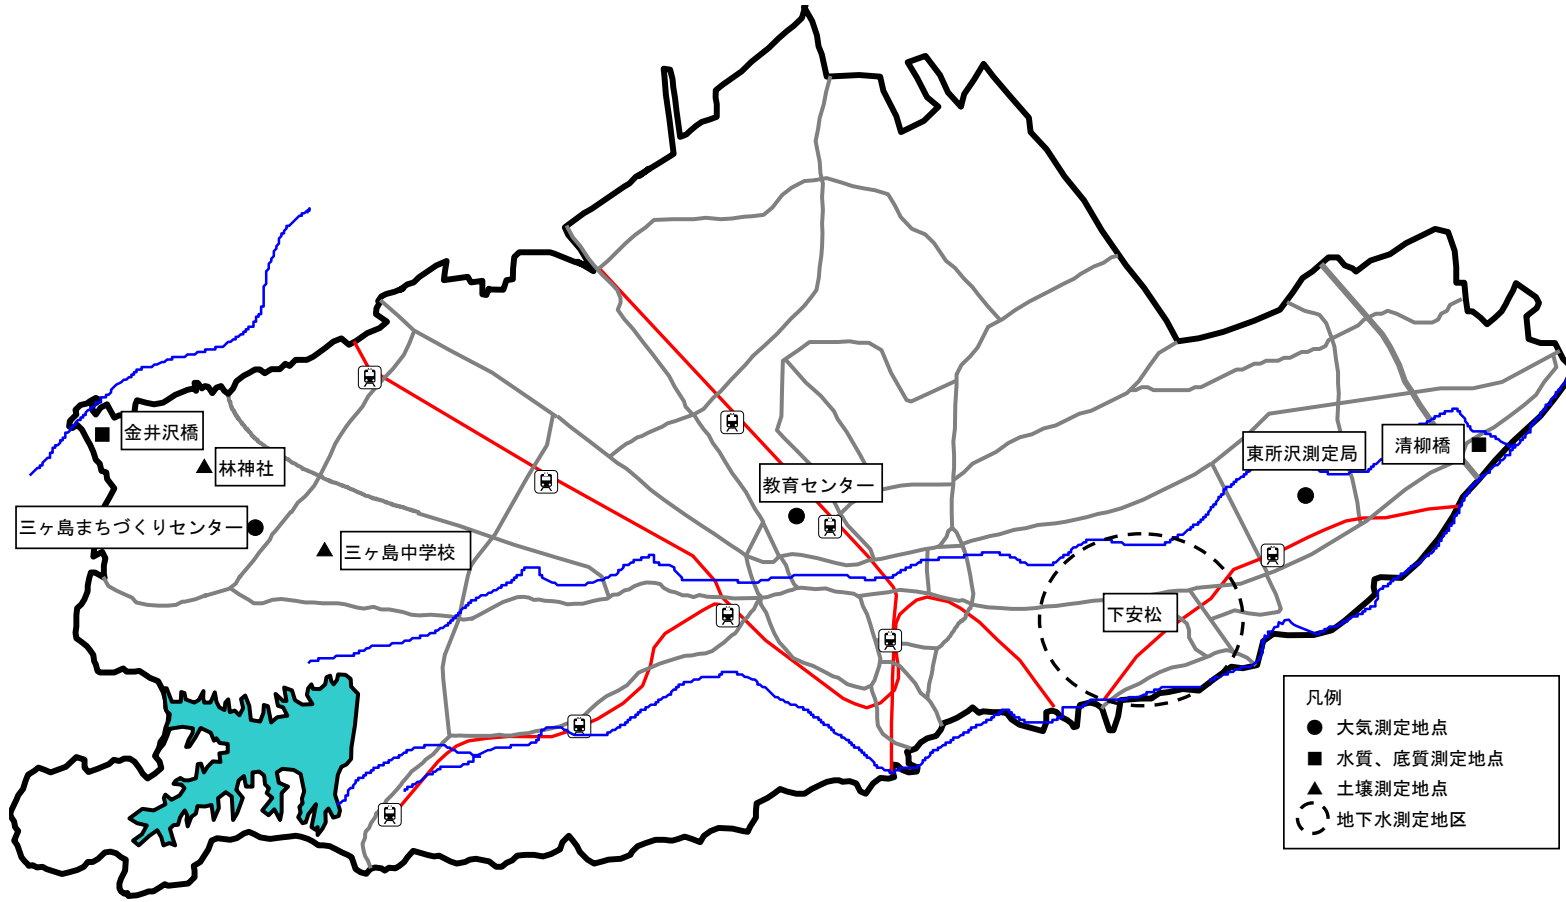 金井沢橋
林神社
三ヶ島まちづくりセンター
三ヶ島中学校
教育センター
東所沢測定局
清柳橋
下安松
凡例
大気測定地点
水質、底質測定地点
土壌測定地点
地下水測定地区